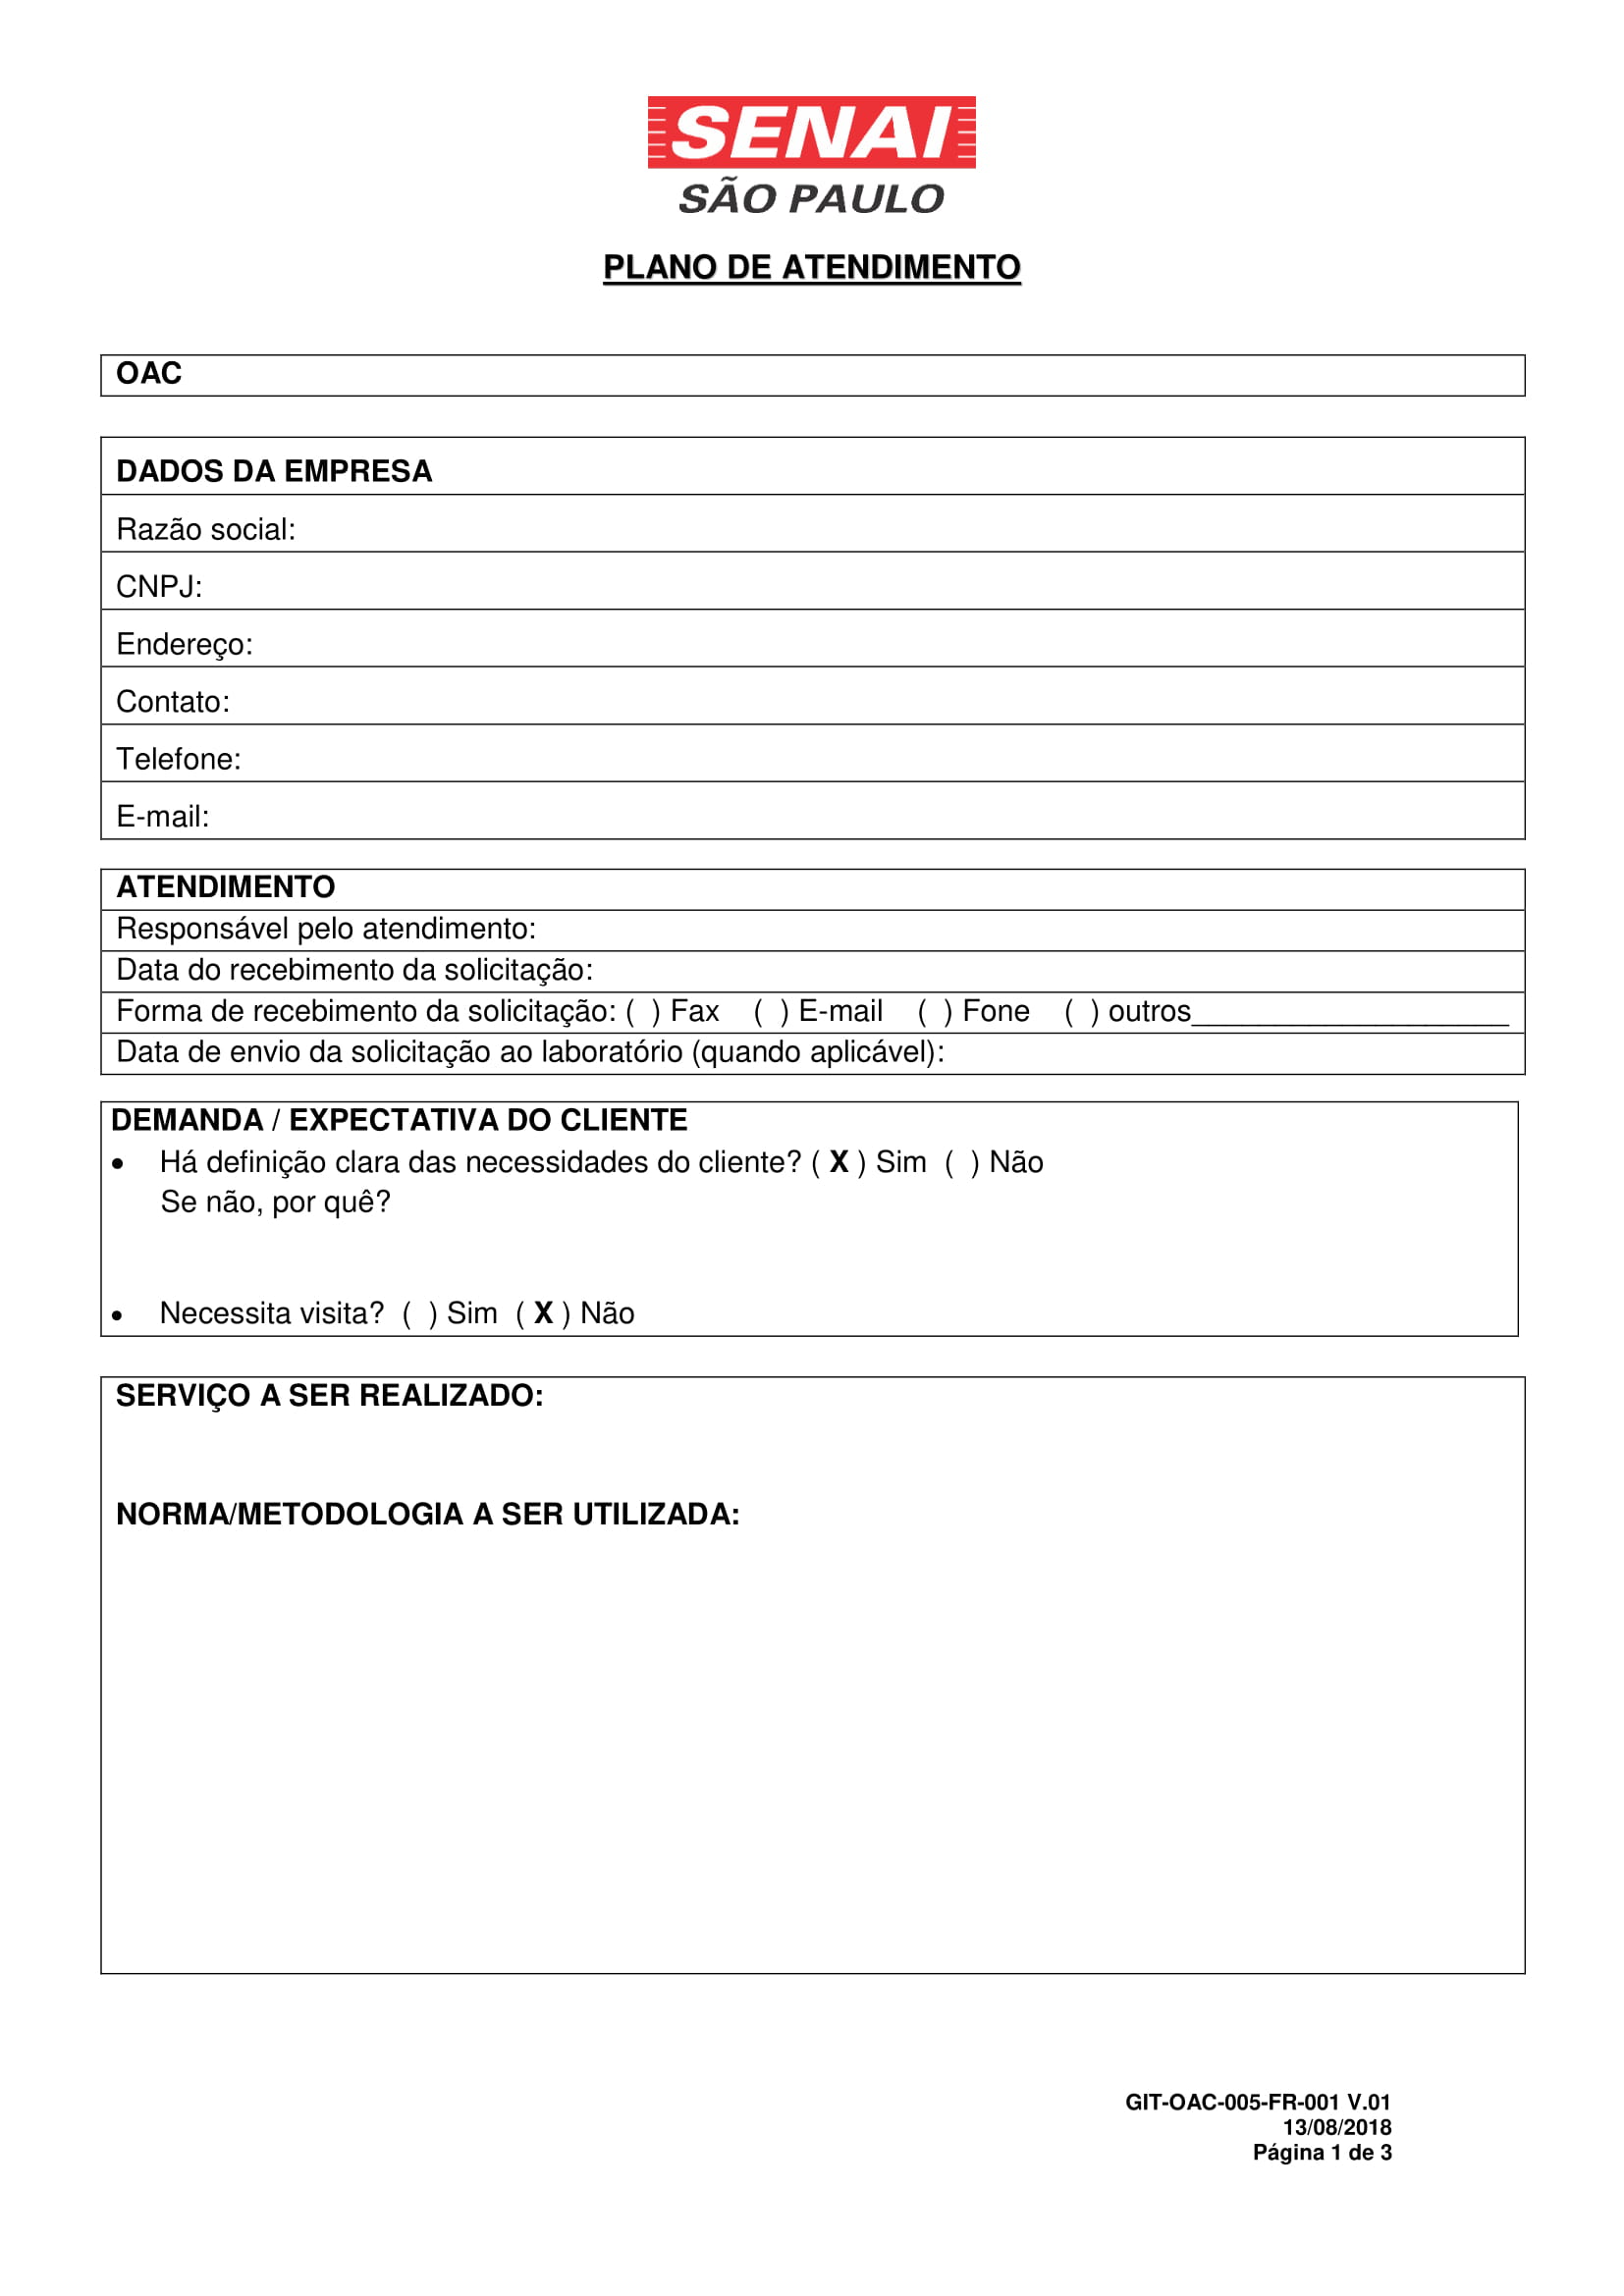 SENAI
SÃO PAULO
PLANO DE ATENDIMENTO
OAC
DADOS DA EMPRESA
Razão social:
CNPJ:
Endereço:
Contato:
Telefone:
E-mail:
ATENDIMENTO
Responsável pelo atendimento:
Data do recebimento da solicitação:
Forma de recebimento da solicitação: ( ) Fax ( ) E-mail ( ) Fone ( ) outros___________________
Data de envio da solicitação ao laboratório (quando aplicável):
DEMANDA / EXPECTATIVA DO CLIENTE
• Há definição clara das necessidades do cliente? ( X ) Sim ( ) Não
Se não, por quê?
• Necessita visita? ( ) Sim ( X ) Não
SERVIÇO A SER REALIZADO:
NORMA/METODOLOGIA A SER UTILIZADA:
GIT-OAC-005-FR-001 V.01
13/08/2018
Página 1 de 3